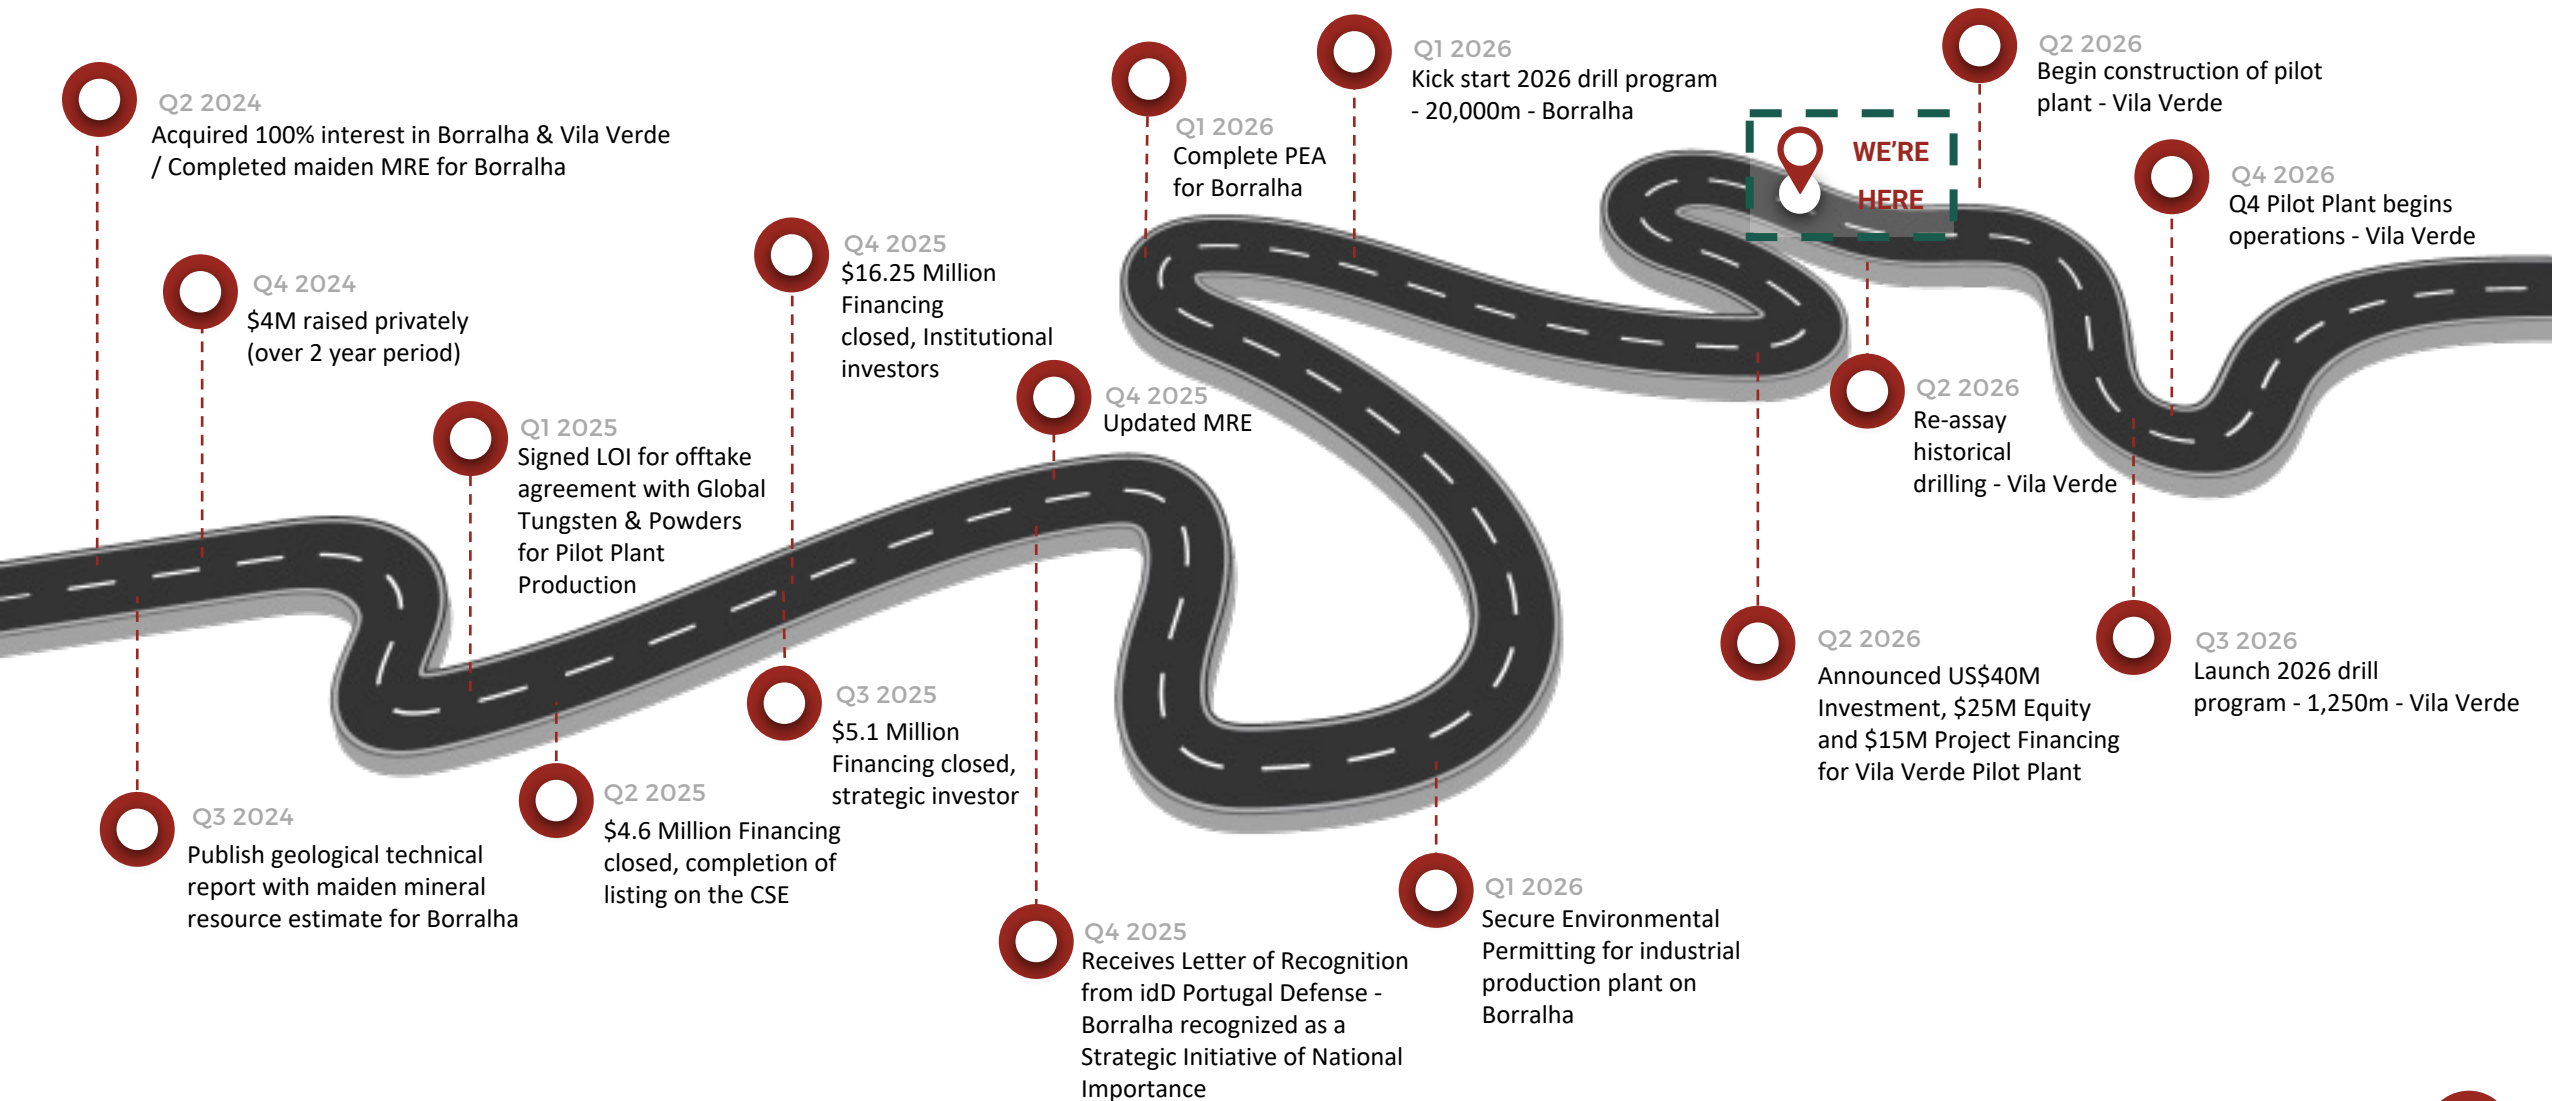 Q2 2024
Acquired 100% interest in Borralha & Vila Verde
/ Completed maiden MRE for Borralha
Q3 2024
Publish geological technical
report with maiden mineral
resource estimate for Borralha
Q4 2024
$4M raised privately
(over 2 year period)
Q1 2025
Signed LOI for offtake
agreement with Global
Tungsten & Powders
for Pilot Plant
Production
Q2 2025
$4.6 Million Financing
closed, completion of
listing on the CSE
Q3 2025
$5.1 Million
Financing closed,
strategic investor
Q4 2025
$16.25 Million
Financing
closed, Institutional
investors
Q4 2025
Receives Letter of Recognition
from idD Portugal Defense -
Borralha recognized as a
Strategic Initiative of National
Importance
Q4 2025
Updated MRE
Q1 2026
Secure Environmental
Permitting for industrial
production plant on
Borralha
Q1 2026
Complete PEA
for Borralha
Q1 2026
Kick start 2026 drill program
- 20,000m - Borralha
Q2 2026
Announced US$40M
Investment, $25M Equity
and $15M Project Financing
for Vila Verde Pilot Plant
WE'RE
HERE
Q2 2026
Re-assay
historical
drilling - Vila Verde
Q2 2026
Begin construction of pilot
plant - Vila Verde
Q3 2026
Launch 2026 drill
program - 1,250m - Vila Verde
Q4 2026
Q4 Pilot Plant begins
operations - Vila Verde